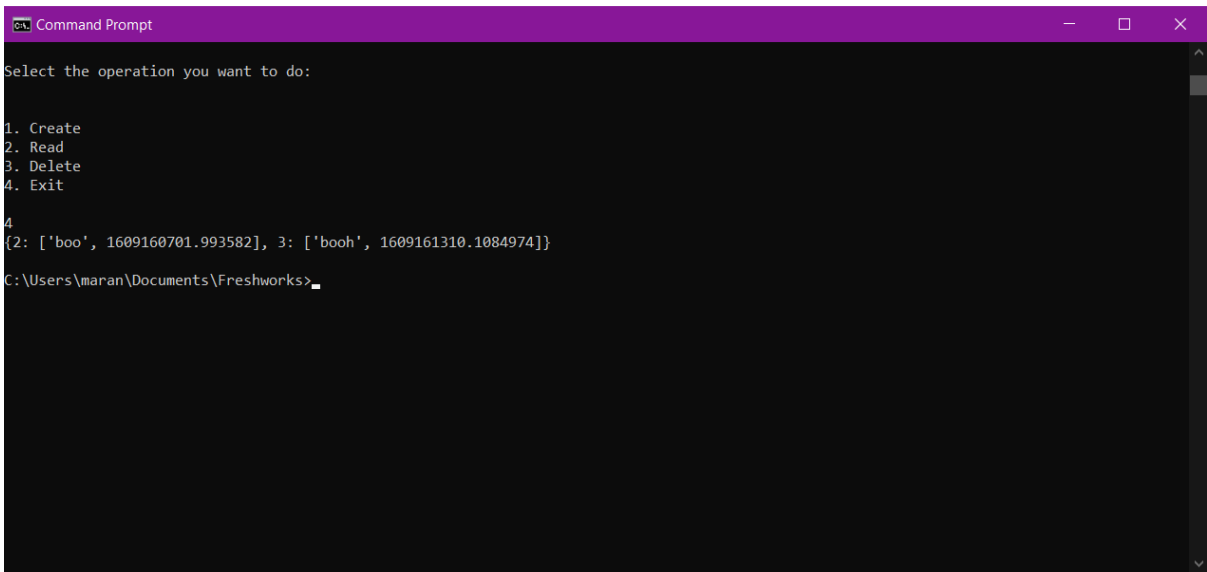 Command Prompt
Select the operation you want to do:
1. Create
2. Read
3. Delete
4. Exit
4
{2: ['boo', 1609160701.993582], 3: ['booh', 1609161310.1084974]}
C:\Users\maran\Documents\Freshworks>